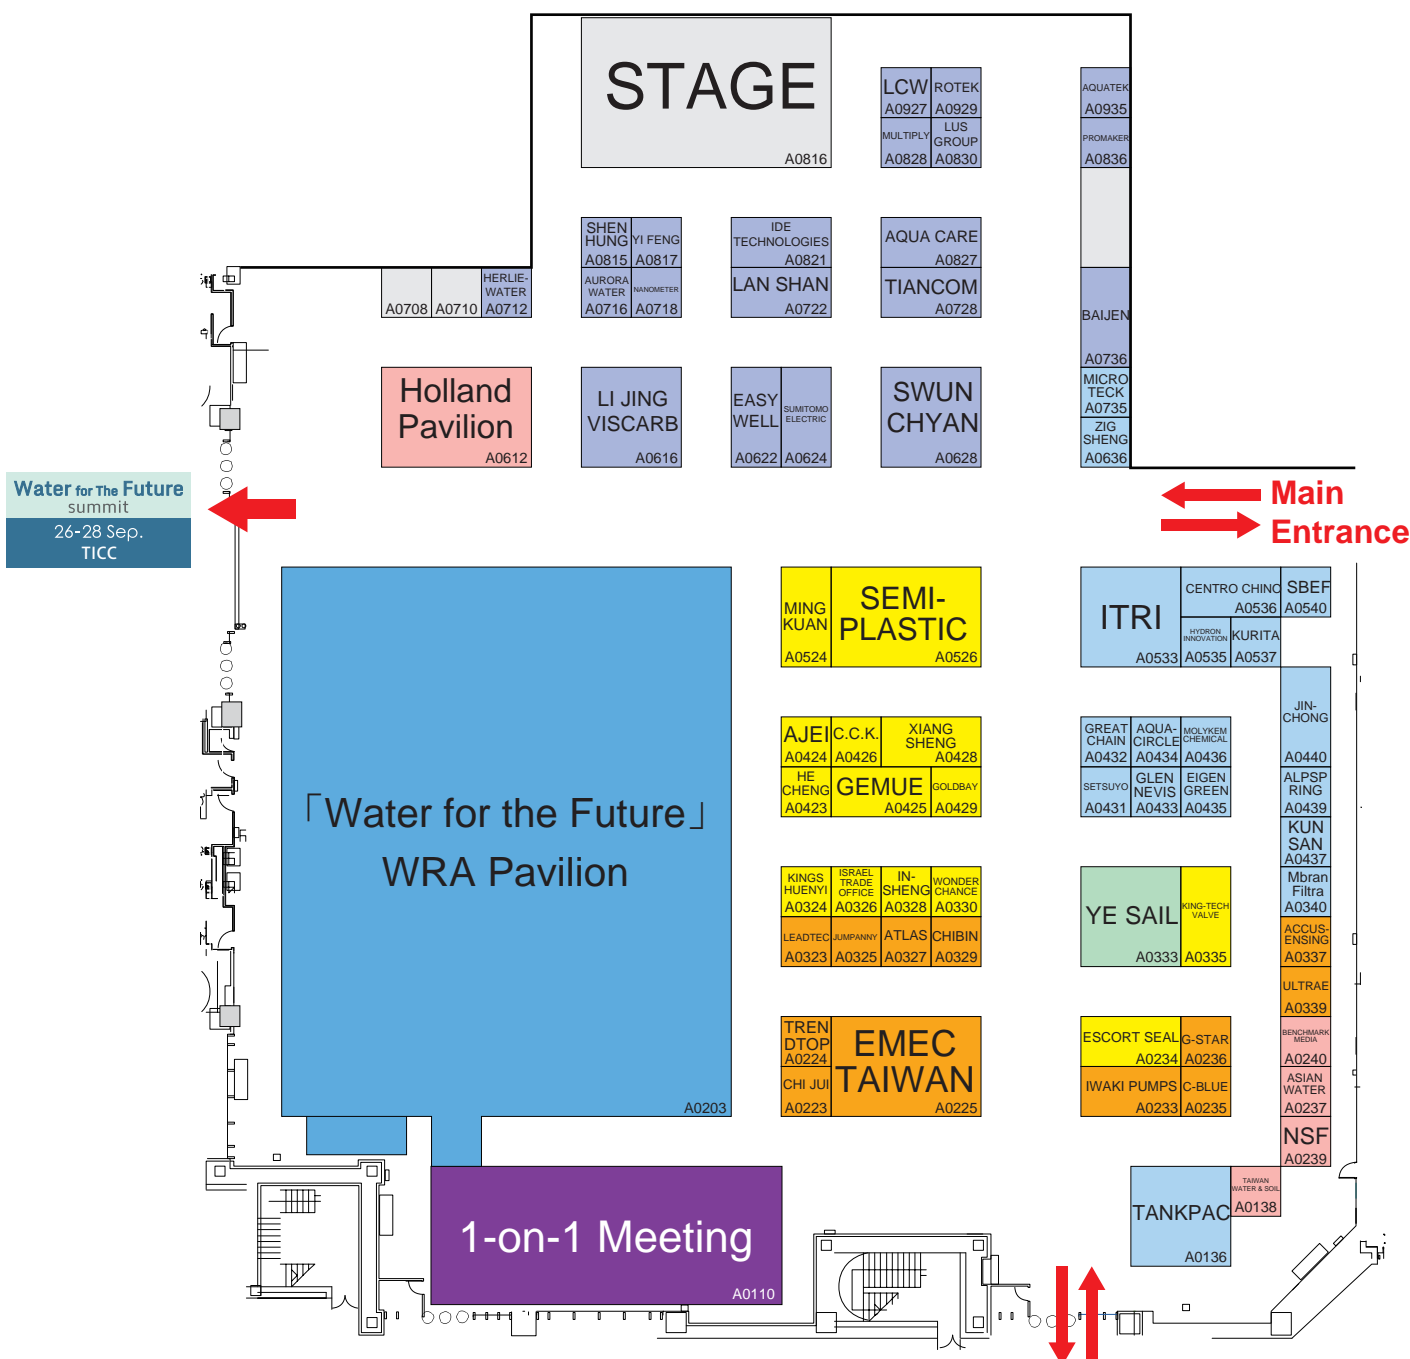 STAGE
A0816
LCW
A0927
ROTEK
A0929
MULTIPLY
A0828
LUS
GROUP
A0830
AQUATEK
A0935
PROMAKER
A0836
SHEN
HUNG
A0815
YI FENG
A0817
IDE
TECHNOLOGIES
A0821
AQUA CARE
A0827
A0708
A0710
HERLIE-
WATER
A0712
AURORA
WATER
A0716
NANOMETER
A0718
LAN SHAN
A0722
TIANCOM
A0728
BAIJEN
A0736
Holland
Pavilion
A0612
LI JING
VISCARB
A0616
EASY
WELL
A0622
SUMITOMO
ELECTRIC
A0624
SWUN
CHYAN
A0628
MICRO
TECK
A0735
ZIG
SHENG
A0636
Water for The Future
summit
26-28 Sep.
TICC
Main
Entrance
MING
KUAN
A0524
SEMI-
PLASTIC
A0526
ITRI
A0533
CENTRO CHINO
A0536
SBEF
A0540
HYDRON
INNOVATION
A0535
KURITA
A0537
「Water for the Future」
WRA Pavilion
A0203
AJEI
A0424
C.C.K.
A0426
XIANG
SHENG
A0428
HE
CHENG
A0423
GEMUE
A0425
GOLDBAY
A0429
GREAT
CHAIN
A0432
AQUA-
CIRCLE
A0434
MOLYKEM
CHEMICAL
A0436
JIN-
CHONG
A0440
SETSUYO
A0431
GLEN
NEVIS
A0433
EIGEN
GREEN
A0435
ALPSP
RING
A0439
KUN
SAN
A0437
KINGS
HUENYI
A0324
ISRAEL
TRADE
OFFICE
A0326
IN-
SHENG
A0328
WONDER
CHANCE
A0330
LEADTEC
A0323
JUMPANNY
A0325
ATLAS
A0327
CHIBIN
A0329
YE SAIL
A0333
KING-TECH
VALVE
A0335
Mbran
Filtra
A0340
ACCUS-
ENSING
A0337
ULTRAE
A0339
TREN
DTOP
A0224
CHI JUI
A0223
EMEC
TAIWAN
A0225
ESCORT SEAL
A0234
G-STAR
A0236
IWAKI PUMPS
A0233
C-BLUE
A0235
BENCHMARK
MEDIA
A0240
ASIAN
WATER
A0237
NSF
A0239
1-on-1 Meeting
A0110
TANKPAC
A0136
TAIWAN
WATER & SOIL
A0138